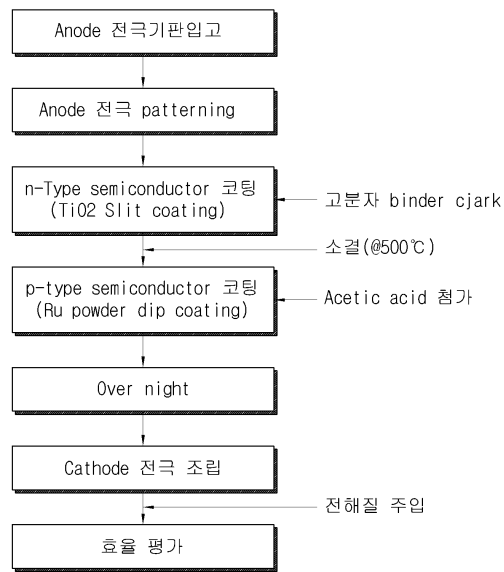 Anode 전극기판입고
Anode 전극 patterning
n-Type semiconductor 코팅
(TiO2 Slit coating)
고분자 binder cjark
소결(@500℃)
p-type semiconductor 코팅
(Ru powder dip coating)
Acetic acid 첨가
Over night
Cathode 전극 조립
전해질 주입
효율 평가